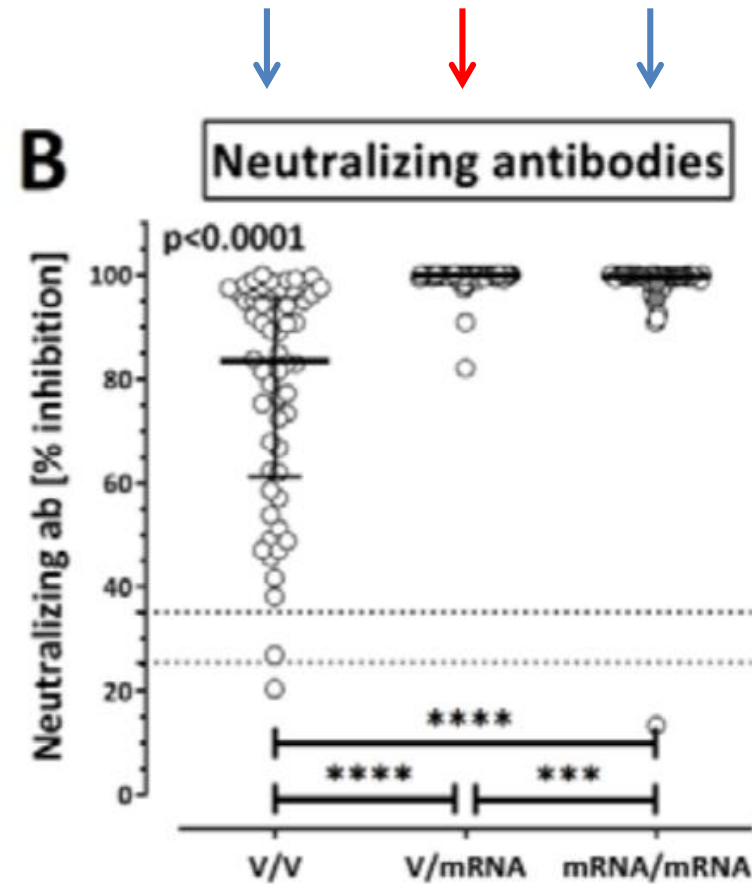 B
Neutralizing antibodies
p<0.0001
Neutralizing ab [% inhibition]
100
80
60
40
20
0
****
**** ***
V/V V/mRNA mRNA/mRNA